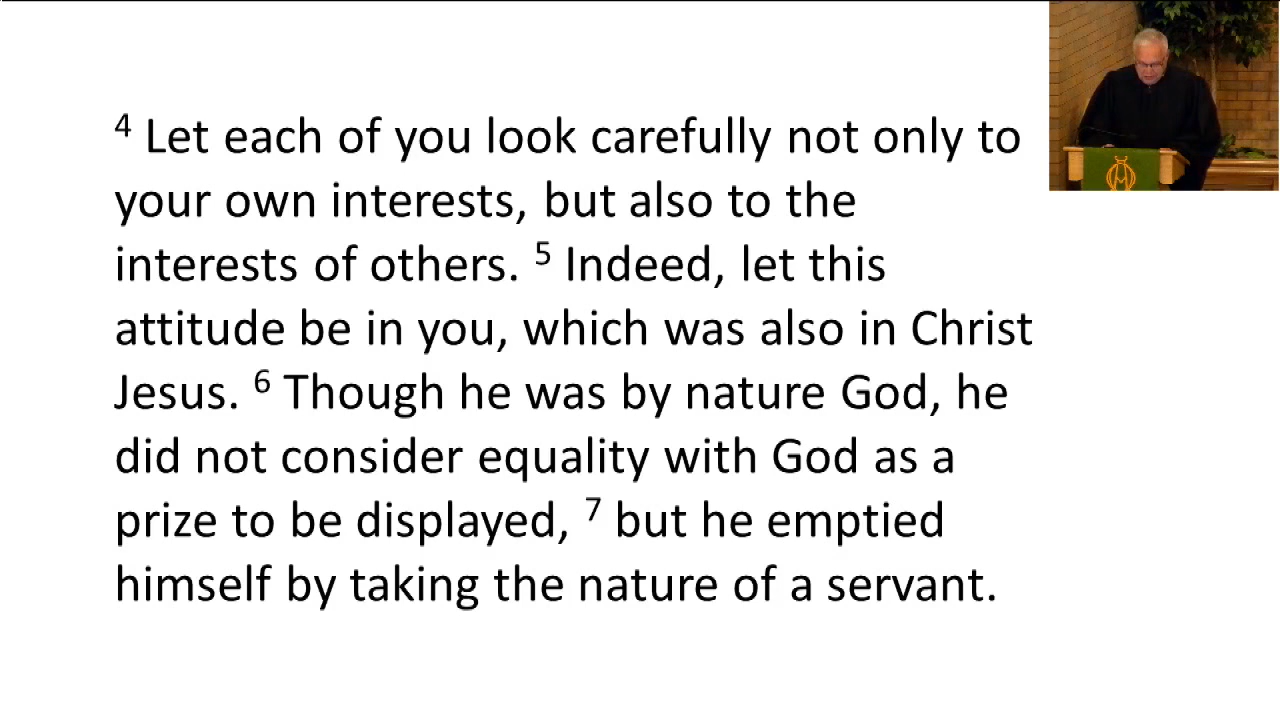 4 Let each of you look carefully not only to
your own interests, but also to the
interests of others. 5 Indeed, let this
attitude be in you, which was also in Christ
Jesus. 6 Though he was by nature God, he
did not consider equality with God as a
prize to be displayed, 7 but he emptied
himself by taking the nature of a servant.